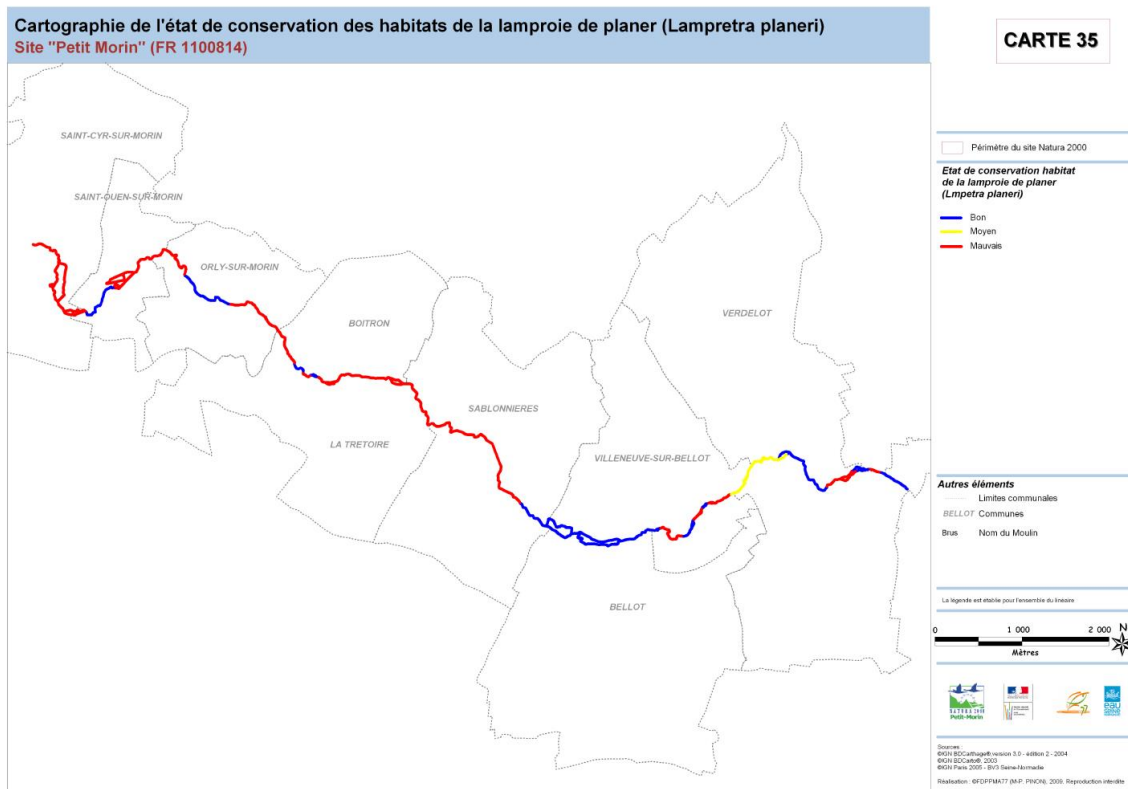 Cartographie de l'état de conservation des habitats de la lamproie de planer (Lampretra planeri)
Site "Petit Morin" (FR 1100814)
CARTE 35
SAINT-CYR-SUR-MORIN
SAINT-OUEN-SUR-MORIN
ORLY-SUR-MORIN
BOITRON
VERDELOT
SABLONNIERES
LA TRETOIRE
VILLENEUVE-SUR-BELLOT
BELLOT
Périmètre du site Natura 2000
Etat de conservation habitat
de la lamproie de planer
(Lmpetra planeri)
Bon
Moyen
Mauvais
Autres éléments
Limites communales
BELLOT Communes
Brus Nom du Moulin
La légende est établie pour l'ensemble du linéaire
0 1 000 2 000 N
Mètres
NATURA 2000
Petit-Morin
Sources :
©IGN BDCarthage® version 3.0 - édition 2 - 2004
©IGN BDCarto®, 2003
©IGN Paris 2005 - BV3 Seine-Normadie
Réalisation : ©FDPPMA77 (M-P. PINON), 2009. Reproduction interdite